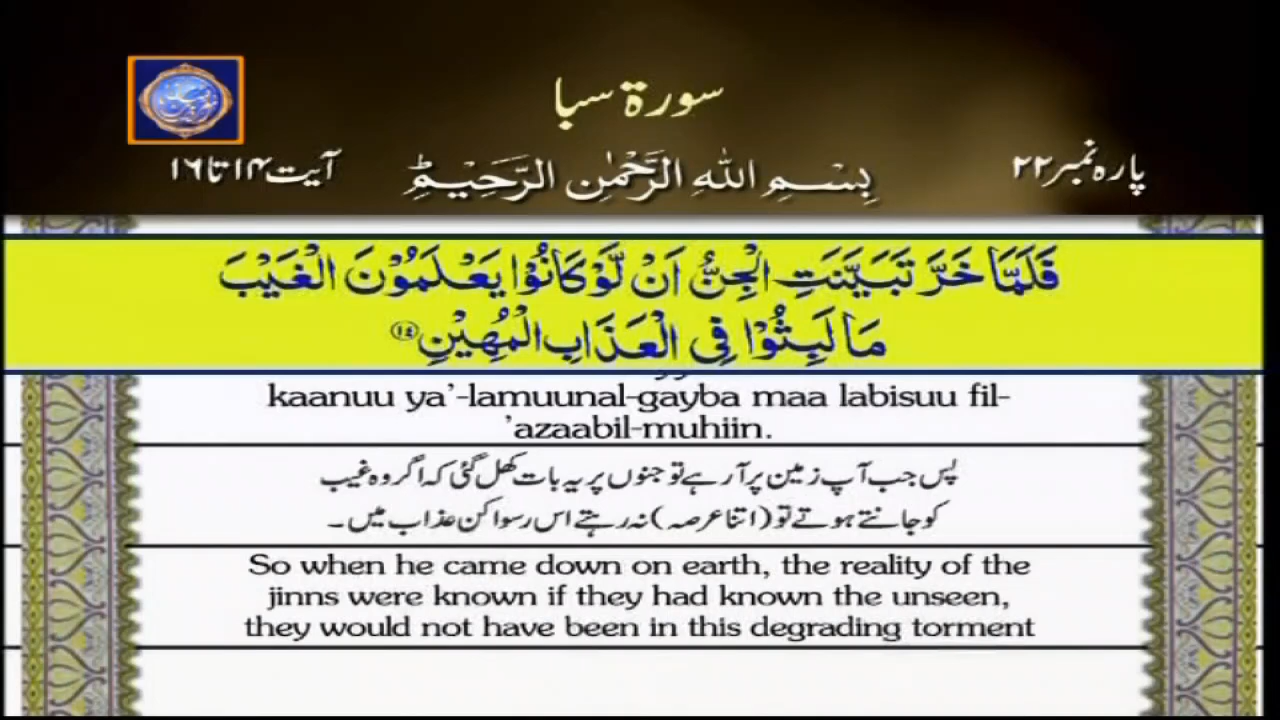 سورۃ سبا
پارہ نمبر ۲۲
بِسْمِ اللّٰهِ الرَّحْمٰنِ الرَّحِيْمِ ؕ
آیت ۱۴ تا ۱۶
فَلَمَّا خَرَّ تَبَيَّنَتِ الْجِنُّ اَنْ لَّوْ كَانُوْا يَعْلَمُوْنَ الْغَيْبَ
مَا لَبِثُوْا فِي الْعَذَابِ الْمُهِيْنِ ۝۱۴
kaanuu ya’-lamuunal-gayba maa labisuu fil-
’azaabil-muhiin.
پس جب آپ زمین پر آرہے تو جنوں پر یہ بات کھل گئی کہ اگر وہ غیب
کو جانتے ہوتے تو (اتنا عرصہ) نہ رہتے اس رسوا کن عذاب میں ۔
So when he came down on earth, the reality of the
jinns were known if they had known the unseen,
they would not have been in this degrading torment